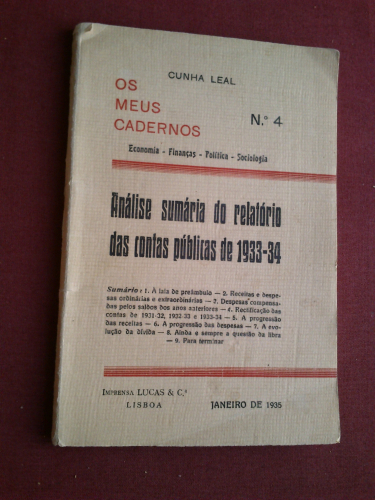 CUNHA LEAL
OS
MEUS
CADERNOS
N.º 4
Economia - Finanças - Política - Sociologia
Análise sumária do relatório
das contas públicas de 1933-34
Sumário: 1. A laia de preâmbulo — 2. Receitas e despe-
sas ordinárias e extraordinárias — 3. Despesas compensa-
das pelos saldos dos anos anteriores — 4. Rectificação das
contas de 1931-32, 1932-33 e 1933-34 — 5. A progressão
das receitas — 6. A progressão das despesas — 7. A evo-
lução da dívida — 8. Ainda e sempre a questão da libra
— 9. Para terminar
IMPRENSA LUCAS & C.ª
LISBOA
JANEIRO DE 1935